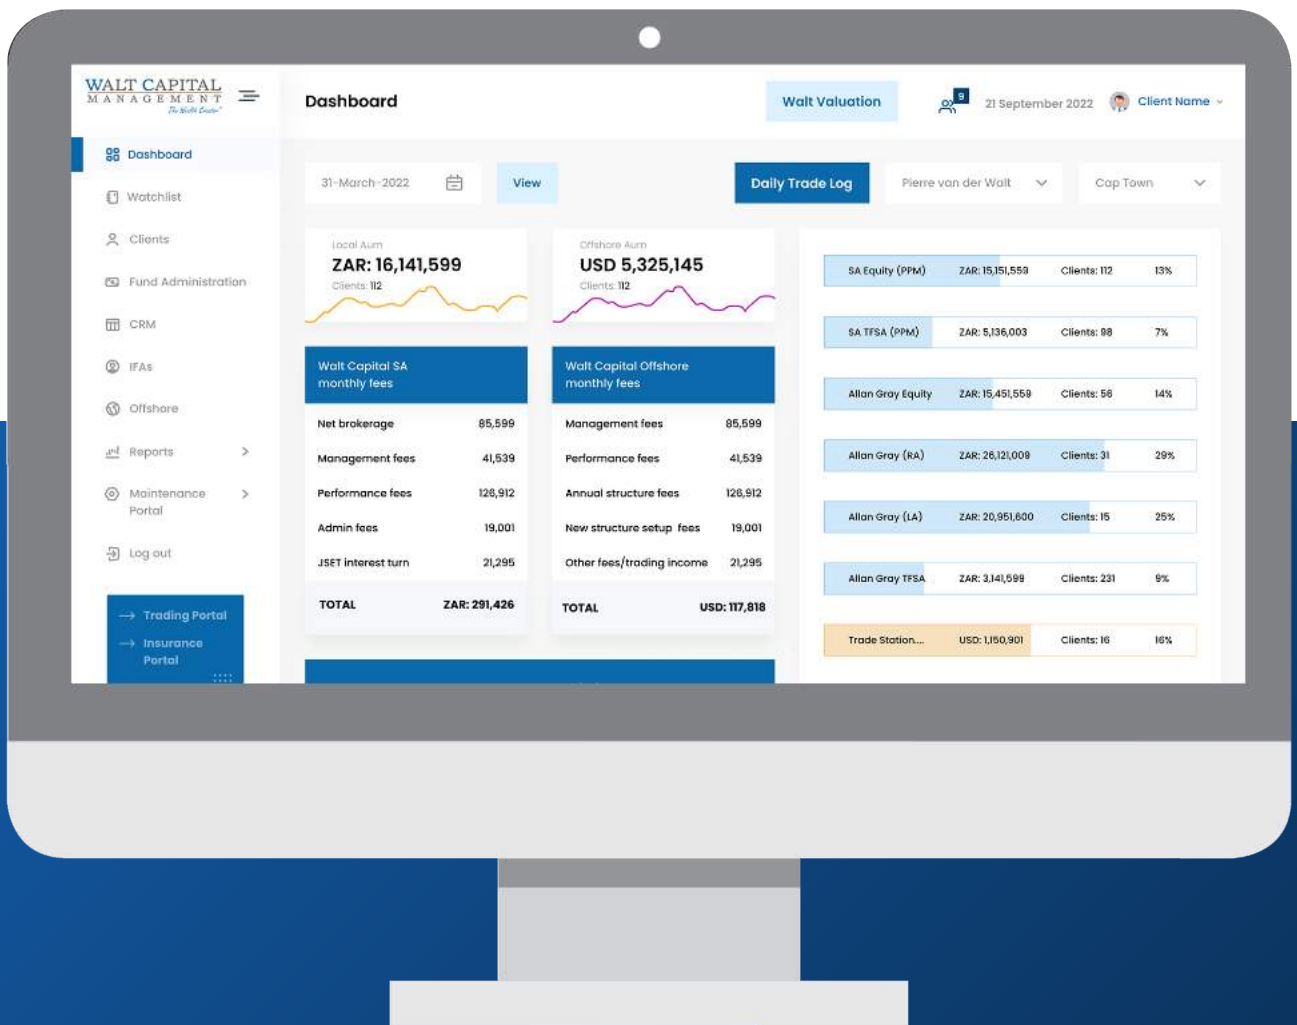 WALT CAPITAL
MANAGEMENT
The Wealth Creator"
Dashboard
Walt Valuation
9
21 September 2022
Client Name
Dashboard
Watchlist
Clients
Fund Administration
CRM
IFAs
Offshore
Reports
Maintenance
Portal
Log out
Trading Portal
Insurance
Portal
31-March-2022
View
Daily Trade Log
Pierre van der Walt
Cap Town
Local Aum
ZAR: 16,141,599
Clients: 112
Offshore Aum
USD 5,325,145
Clients: 112
Walt Capital SA
monthly fees
Net brokerage 85,599
Management fees 41,539
Performance fees 126,912
Admin fees 19,001
JSET interest turn 21,295
TOTAL ZAR: 291,426
Walt Capital Offshore
monthly fees
Management fees 85,599
Performance fees 41,539
Annual structure fees 126,912
New structure setup fees 19,001
Other fees/trading income 21,295
TOTAL USD: 117,818
SA Equity (PPM) ZAR: 15,151,559 Clients: 112 13%
SA TFSA (PPM) ZAR: 5,136,003 Clients: 98 7%
Allan Gray Equity ZAR: 15,451,559 Clients: 56 14%
Allan Gray (RA) ZAR: 26,121,009 Clients: 31 29%
Allan Gray (LA) ZAR: 20,951,600 Clients: 15 25%
Allan Gray TFSA ZAR: 3,141,599 Clients: 231 9%
Trade Station.... USD: 1,150,901 Clients: 16 16%